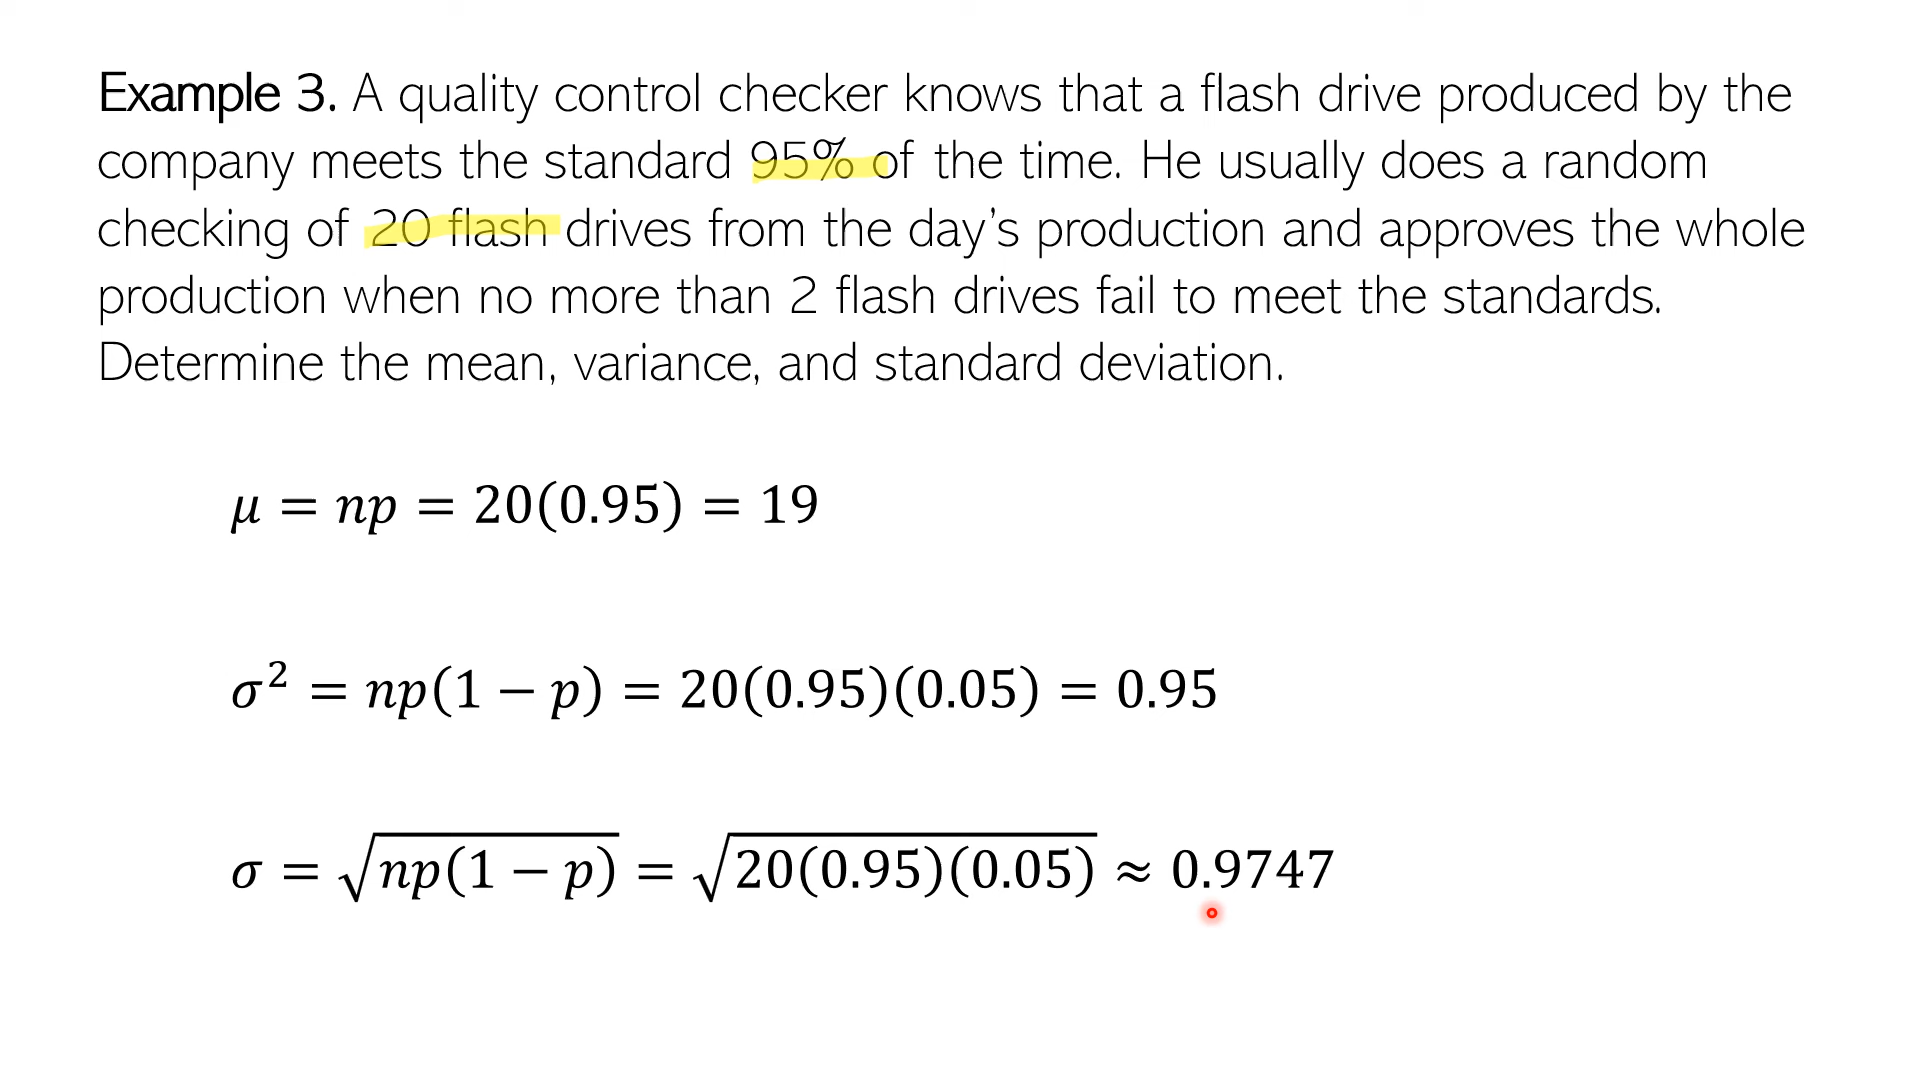 Example 3. A quality control checker knows that a flash drive produced by the
company meets the standard 95% of the time. He usually does a random
checking of 20 flash drives from the day’s production and approves the whole
production when no more than 2 flash drives fail to meet the standards.
Determine the mean, variance, and standard deviation.
μ = np = 20(0.95) = 19
σ² = np(1 − p) = 20(0.95)(0.05) = 0.95
σ = √np(1 − p) = √20(0.95)(0.05) ≈ 0.9747